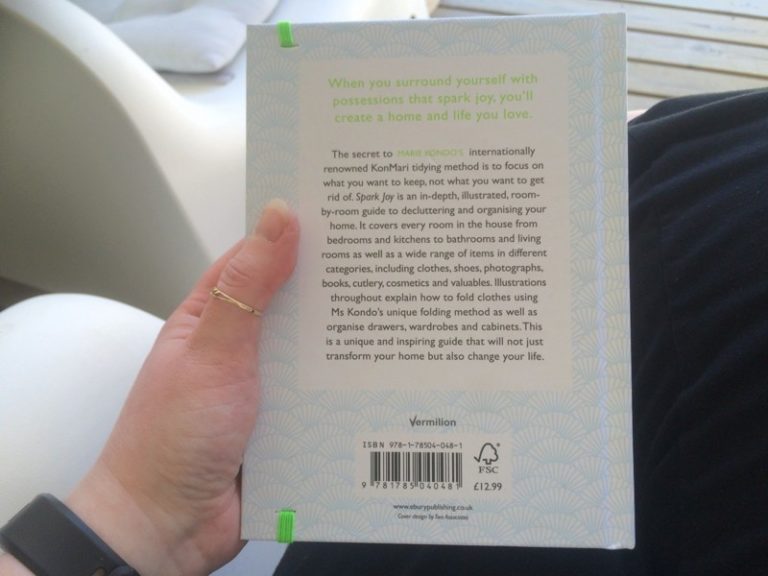 When you surround yourself with
possessions that spark joy, you'll
create a home and life you love.
The secret to MARIE KONDO'S internationally
renowned KonMari tidying method is to focus on
what you want to keep, not what you want to get
rid of. Spark Joy is an in-depth, illustrated, room-
by-room guide to decluttering and organising your
home. It covers every room in the house from
bedrooms and kitchens to bathrooms and living
rooms as well as a wide range of items in different
categories, including clothes, shoes, photographs,
books, cutlery, cosmetics and valuables. Illustrations
throughout explain how to fold clothes using
Ms Kondo's unique folding method as well as
organise drawers, wardrobes and cabinets. This
is a unique and inspiring guide that will not just
transform your home but also change your life.
Vermilion
ISBN 978-1-78504-048-1
9 781785 040481
FSC
£12.99
www.eburypublishing.co.uk
Cover design by Two Associates